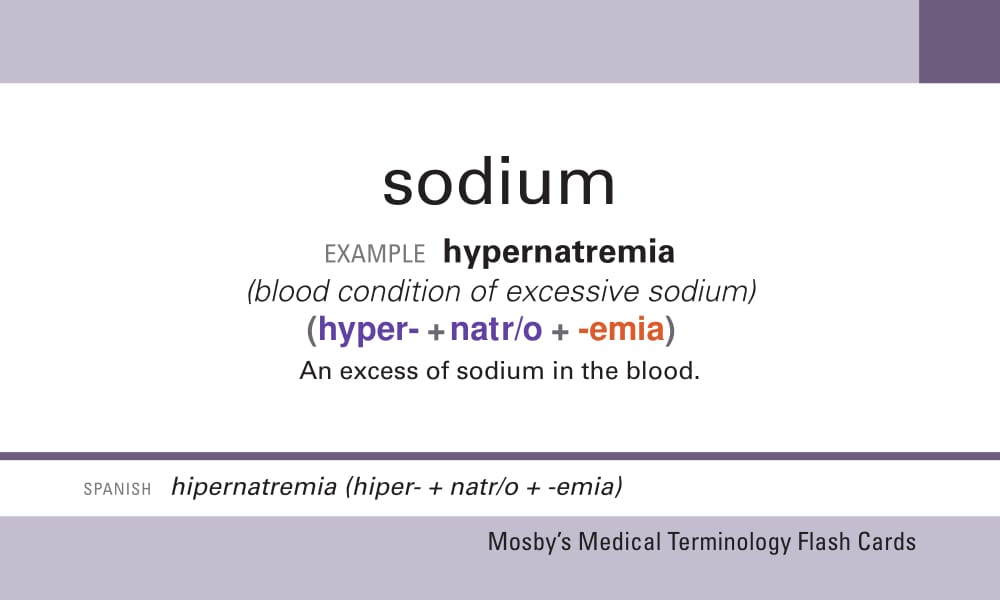 sodium
EXAMPLE hypernatremia
(blood condition of excessive sodium)
(hyper- + natr/o + -emia)
An excess of sodium in the blood.
SPANISH hipernatremia (hiper- + natr/o + -emia)
Mosby's Medical Terminology Flash Cards